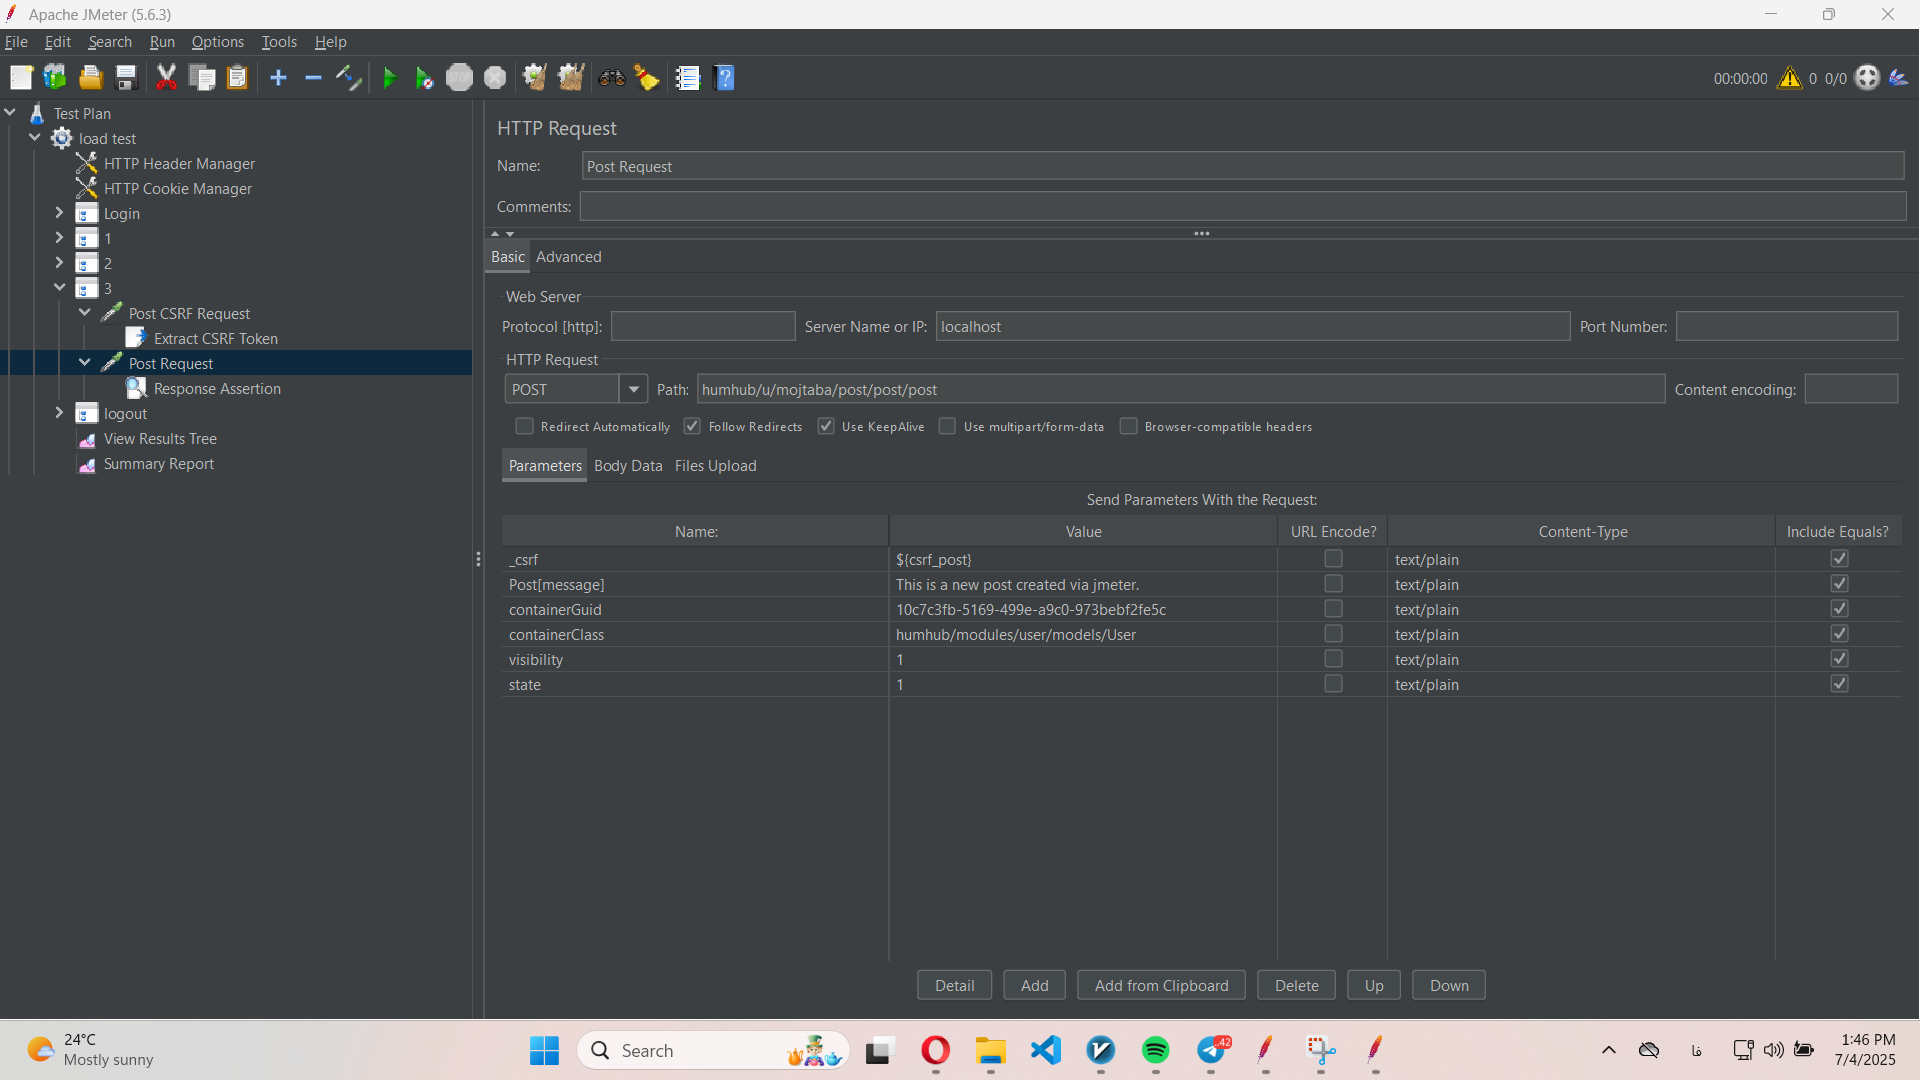 Apache JMeter (5.6.3)
File Edit Search Run Options Tools Help
00:00:00 0 0/0
Test Plan
load test
HTTP Header Manager
HTTP Cookie Manager
Login
1
2
3
Post CSRF Request
Extract CSRF Token
Post Request
Response Assertion
logout
View Results Tree
Summary Report
HTTP Request
Name: Post Request
Comments:
Basic Advanced
Web Server
Protocol [http]: Server Name or IP: localhost Port Number:
HTTP Request
POST Path: humhub/u/mojtaba/post/post/post Content encoding:
Redirect Automatically Follow Redirects Use KeepAlive Use multipart/form-data Browser-compatible headers
Parameters Body Data Files Upload
Send Parameters With the Request:
Name: Value URL Encode? Content-Type Include Equals?
_csrf ${csrf_post} text/plain
Post[message] This is a new post created via jmeter. text/plain
containerGuid 10c7c3fb-5169-499e-a9c0-973bebf2fe5c text/plain
containerClass humhub/modules/user/models/User text/plain
visibility 1 text/plain
state 1 text/plain
Detail Add Add from Clipboard Delete Up Down
24°C
Mostly sunny
Search
42
فا
1:46 PM
7/4/2025
STOP